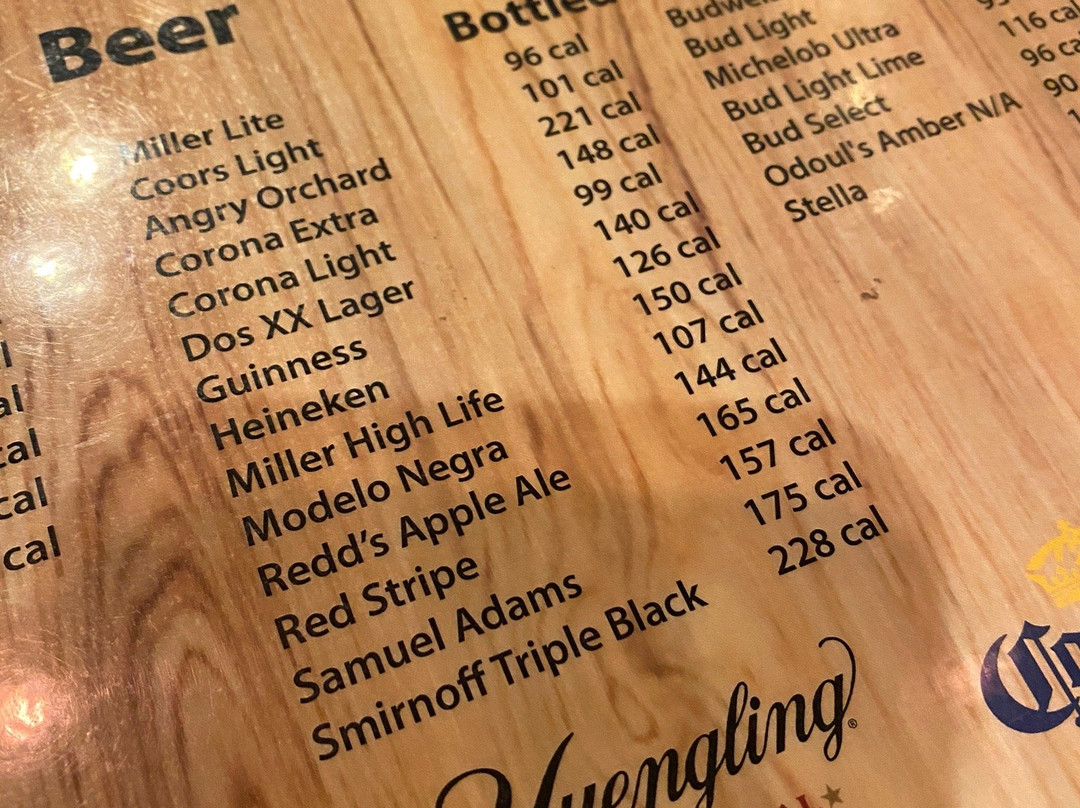 Beer
Bottled
Miller Lite 96 cal
Coors Light 101 cal
Angry Orchard 221 cal
Corona Extra 148 cal
Corona Light 99 cal
Dos XX Lager 140 cal
Guinness 126 cal
Heineken 150 cal
Miller High Life 107 cal
Modelo Negra 144 cal
Redd's Apple Ale 165 cal
Red Stripe 157 cal
Samuel Adams 175 cal
Smirnoff Triple Black 228 cal
Bud Light
Michelob Ultra
Bud Light Lime 116 cal
Bud Select 96 ca
Odoul's Amber N/A 90
Stella
cal
cal
cal
Yuengling
®